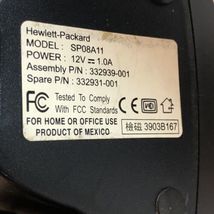 Hewlett-Packard
MODEL : SP08A11
POWER : 12V ⎓ 1.0A
Assembly P/N : 332939-001
Spare P/N : 332931-001
FC Tested To Comply
With FCC Standards
FOR HOME OR OFFICE USE
PRODUCT OF MEXICO
檢磁 3903B167